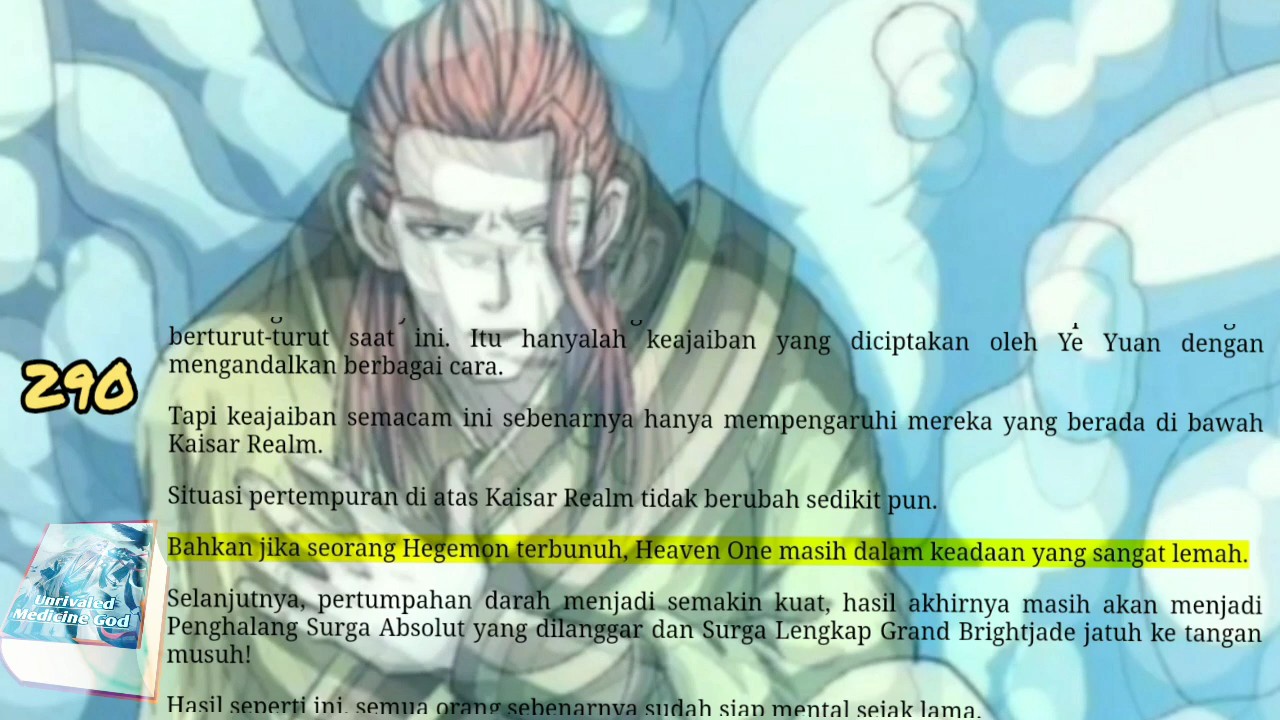 berturut-turut saat ini. Itu hanyalah keajaiban yang diciptakan oleh Ye Yuan dengan
mengandalkan berbagai cara.
Tapi keajaiban semacam ini sebenarnya hanya mempengaruhi mereka yang berada di bawah
Kaisar Realm.
Situasi pertempuran di atas Kaisar Realm tidak berubah sedikit pun.
Bahkan jika seorang Hegemon terbunuh, Heaven One masih dalam keadaan yang sangat lemah.
Selanjutnya, pertumpahan darah menjadi semakin kuat, hasil akhirnya masih akan menjadi
Penghalang Surga Absolut yang dilanggar dan Surga Lengkap Grand Brightjade jatuh ke tangan
musuh!
Hasil seperti ini, semua orang sebenarnya sudah siap mental sejak lama.
290
Unrivaled
Medicine God